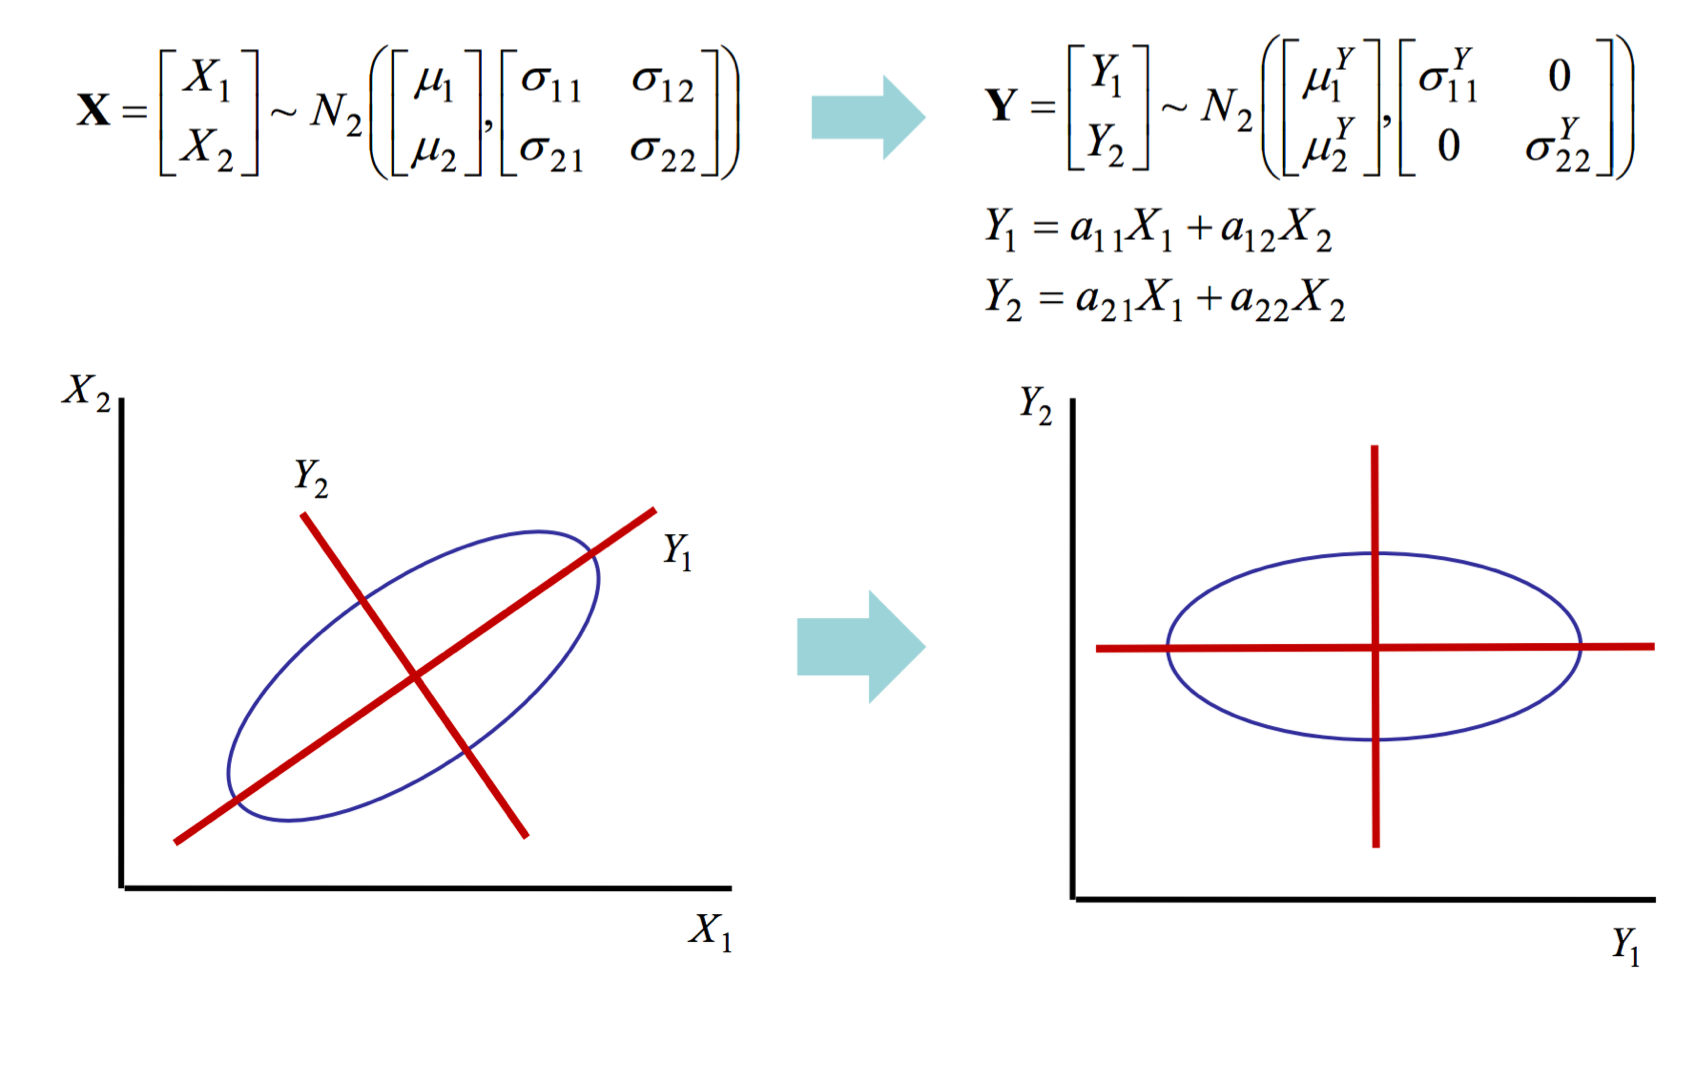 X = [X₁ X₂] ~ N₂([μ₁ μ₂], [σ₁₁ σ₁₂ σ₂₁ σ₂₂])
Y = [Y₁ Y₂] ~ N₂([μ₁^Y μ₂^Y], [σ₁₁^Y 0 0 σ₂₂^Y])
Y₁ = a₁₁X₁ + a₁₂X₂
Y₂ = a₂₁X₁ + a₂₂X₂
X₂
Y₂
Y₁
X₁
Y₂
Y₁